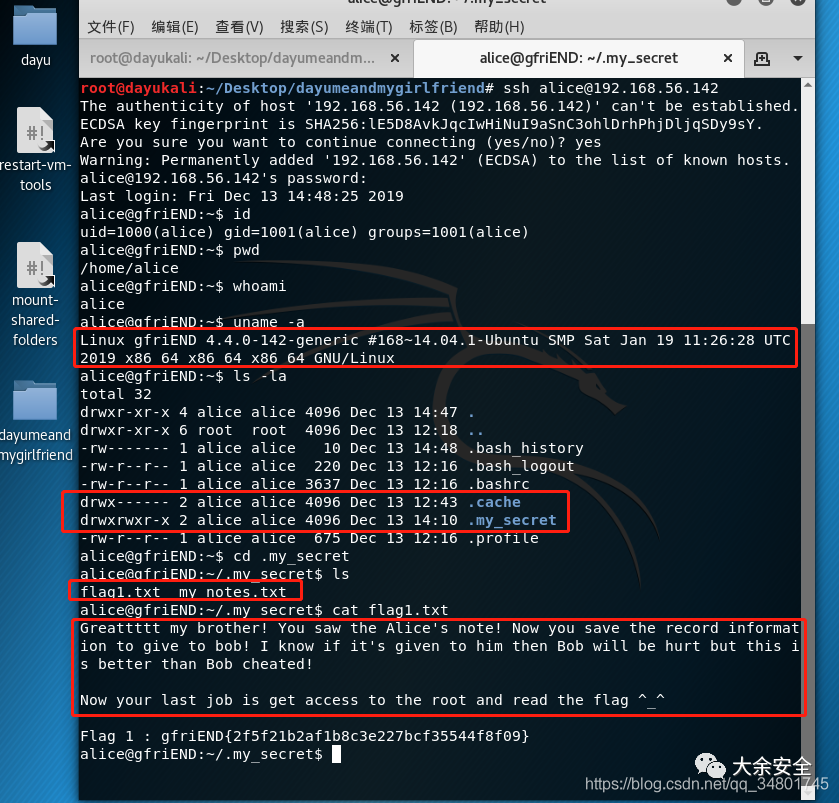 alice@gfriEND: ~/.my_secret
文件(F) 编辑(E) 查看(V) 搜索(S) 终端(T) 标签(B) 帮助(H)
root@dayukali: ~/Desktop/dayumeandm...
alice@gfriEND: ~/.my_secret
dayu
restart-vm-
tools
mount-
shared-
folders
dayumeand
mygirlfriend
root@dayukali:~/Desktop/dayumeandmygirlfriend# ssh alice@192.168.56.142
The authenticity of host '192.168.56.142 (192.168.56.142)' can't be established.
ECDSA key fingerprint is SHA256:lE5D8AvkJqcIwHiNuI9aSnC3ohlDrhPhjDljqSDy9sY.
Are you sure you want to continue connecting (yes/no)? yes
Warning: Permanently added '192.168.56.142' (ECDSA) to the list of known hosts.
alice@192.168.56.142's password:
Last login: Fri Dec 13 14:48:25 2019
alice@gfriEND:~$ id
uid=1000(alice) gid=1001(alice) groups=1001(alice)
alice@gfriEND:~$ pwd
/home/alice
alice@gfriEND:~$ whoami
alice
alice@gfriEND:~$ uname -a
Linux gfriEND 4.4.0-142-generic #168~14.04.1-Ubuntu SMP Sat Jan 19 11:26:28 UTC
2019 x86_64 x86_64 x86_64 GNU/Linux
alice@gfriEND:~$ ls -la
total 32
drwxr-xr-x 4 alice alice 4096 Dec 13 14:47 .
drwxr-xr-x 6 root  root  4096 Dec 13 12:18 ..
-rw------- 1 alice alice   10 Dec 13 14:48 .bash_history
-rw-r--r-- 1 alice alice  220 Dec 13 12:16 .bash_logout
-rw-r--r-- 1 alice alice 3637 Dec 13 12:16 .bashrc
drwx------ 2 alice alice 4096 Dec 13 12:43 .cache
drwxrwxr-x 2 alice alice 4096 Dec 13 14:10 .my_secret
-rw-r--r-- 1 alice alice  675 Dec 13 12:16 .profile
alice@gfriEND:~$ cd .my_secret
alice@gfriEND:~/.my_secret$ ls
flag1.txt  my_notes.txt
alice@gfriEND:~/.my_secret$ cat flag1.txt
Greattttt my brother! You saw the Alice's note! Now you save the record informat
ion to give to bob! I know if it's given to him then Bob will be hurt but this i
s better than Bob cheated!
Now your last job is get access to the root and read the flag ^_^
Flag 1 : gfriEND{2f5f21b2af1b8c3e227bcf35544f8f09}
alice@gfriEND:~/.my_secret$
大余安全
https://blog.csdn.net/qq_34801745